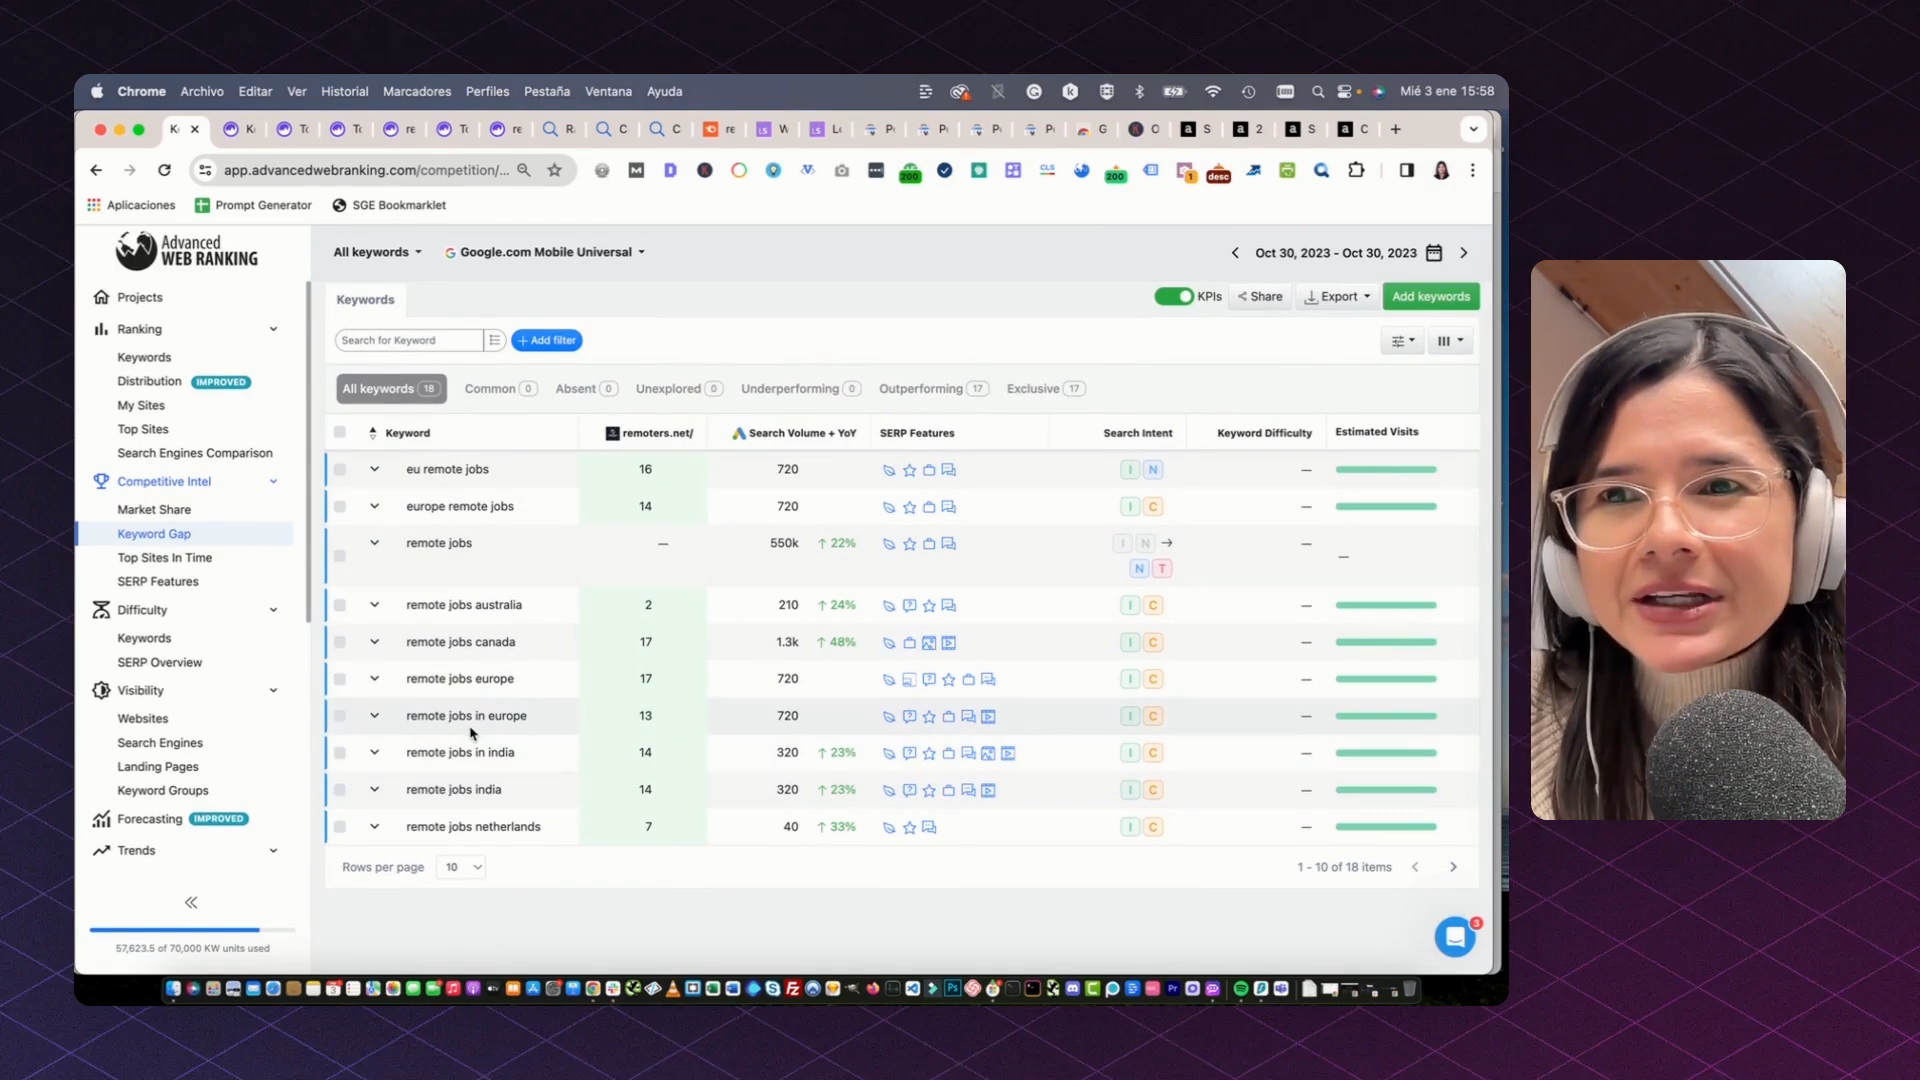 Chrome Archivo Editar Ver Historial Marcadores Perfiles Pestaña Ventana Ayuda Mié 3 ene 15:58
app.advancedwebranking.com/competition/...
Aplicaciones Prompt Generator SGE Bookmarklet
Advanced
WEB RANKING
All keywords Google.com Mobile Universal Oct 30, 2023 - Oct 30, 2023
Projects
Ranking
Keywords
Distribution IMPROVED
My Sites
Top Sites
Search Engines Comparison
Competitive Intel
Market Share
Keyword Gap
Top Sites In Time
SERP Features
Difficulty
Keywords
SERP Overview
Visibility
Websites
Search Engines
Landing Pages
Keyword Groups
Forecasting IMPROVED
Trends
57,623.5 of 70,000 KW units used
Keywords KPIs Share Export Add keywords
Search for Keyword + Add filter
All keywords 18 Common 0 Absent 0 Unexplored 0 Underperforming 0 Outperforming 17 Exclusive 17
Keyword remoters.net/ Search Volume + YoY SERP Features Search Intent Keyword Difficulty Estimated Visits
eu remote jobs 16 720 I N —
europe remote jobs 14 720 I C —
remote jobs — 550k ↑ 22% I N → — —
N T
remote jobs australia 2 210 ↑ 24% I C —
remote jobs canada 17 1.3k ↑ 48% I C —
remote jobs europe 17 720 I C —
remote jobs in europe 13 720 I C —
remote jobs in india 14 320 ↑ 23% I C —
remote jobs india 14 320 ↑ 23% I C —
remote jobs netherlands 7 40 ↑ 33% I C —
Rows per page 10 1 - 10 of 18 items
3